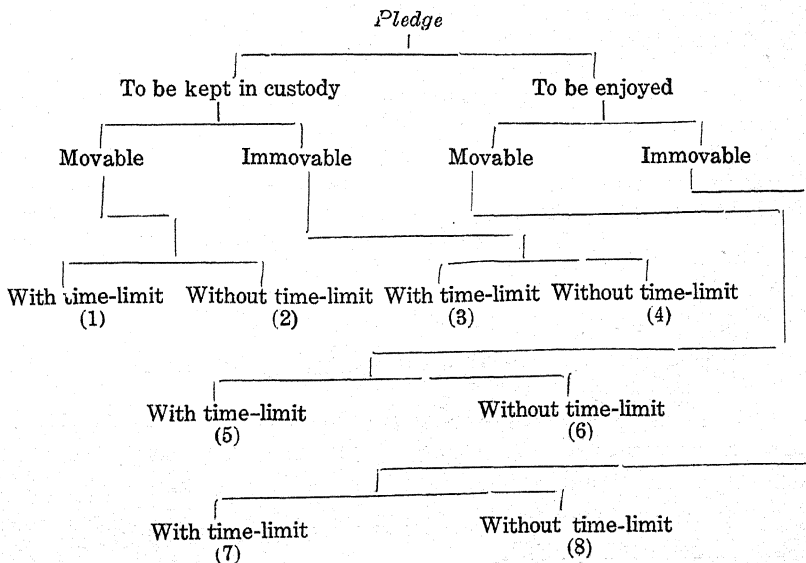 Pledge
To be kept in custody To be enjoyed
Movable Immovable Movable Immovable
With time-limit Without time-limit With time-limit Without time-limit
(1) (2) (3) (4)
With time-limit Without time-limit
(5) (6)
With time-limit Without time-limit
(7) (8)